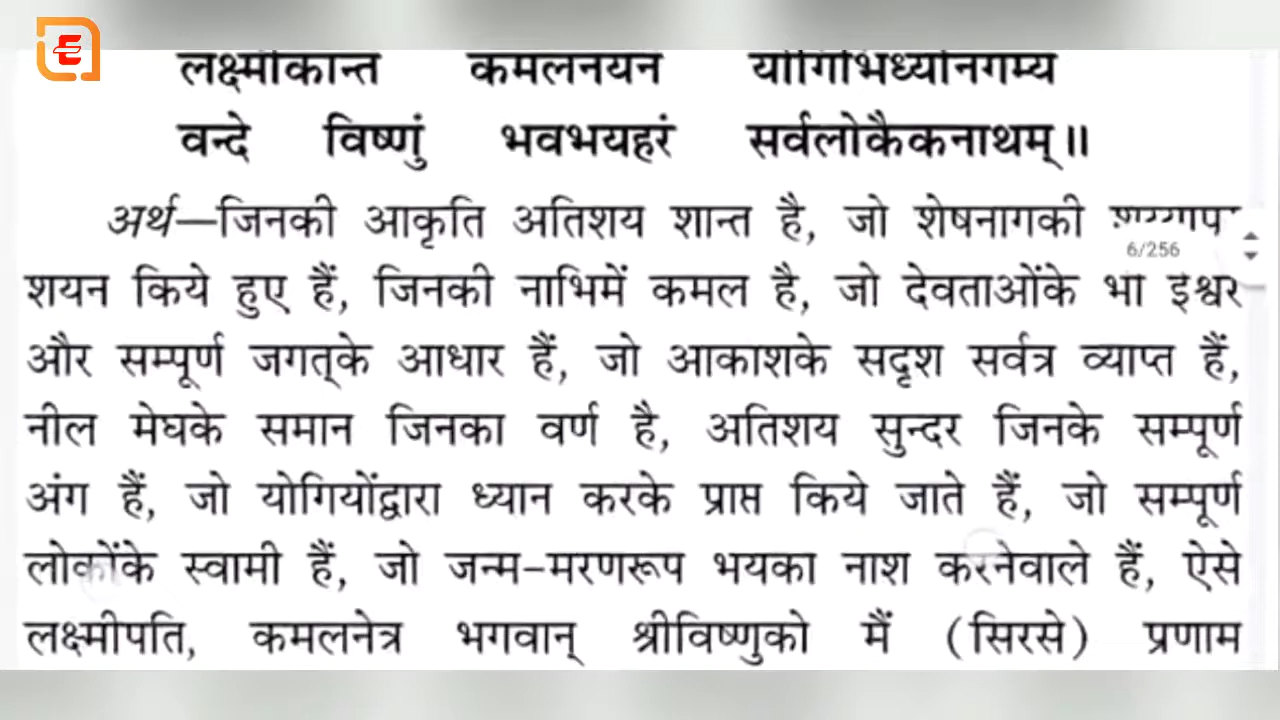 लक्ष्मीकान्त कमलनयन योगिभिर्ध्यानगम्य
वन्दे विष्णुं भवभयहरं सर्वलोकैकनाथम्॥
अर्थ—जिनकी आकृति अतिशय शान्त है, जो शेषनागकी
6/256
शयन किये हुए हैं, जिनकी नाभिमें कमल है, जो देवताओंके भी ईश्वर
और सम्पूर्ण जगत्के आधार हैं, जो आकाशके सदृश सर्वत्र व्याप्त हैं,
नील मेघके समान जिनका वर्ण है, अतिशय सुन्दर जिनके सम्पूर्ण
अंग हैं, जो योगियोंद्वारा ध्यान करके प्राप्त किये जाते हैं, जो सम्पूर्ण
लोकोंके स्वामी हैं, जो जन्म-मरणरूप भयका नाश करनेवाले हैं, ऐसे
लक्ष्मीपति, कमलनेत्र भगवान् श्रीविष्णुको मैं (सिरसे) प्रणाम